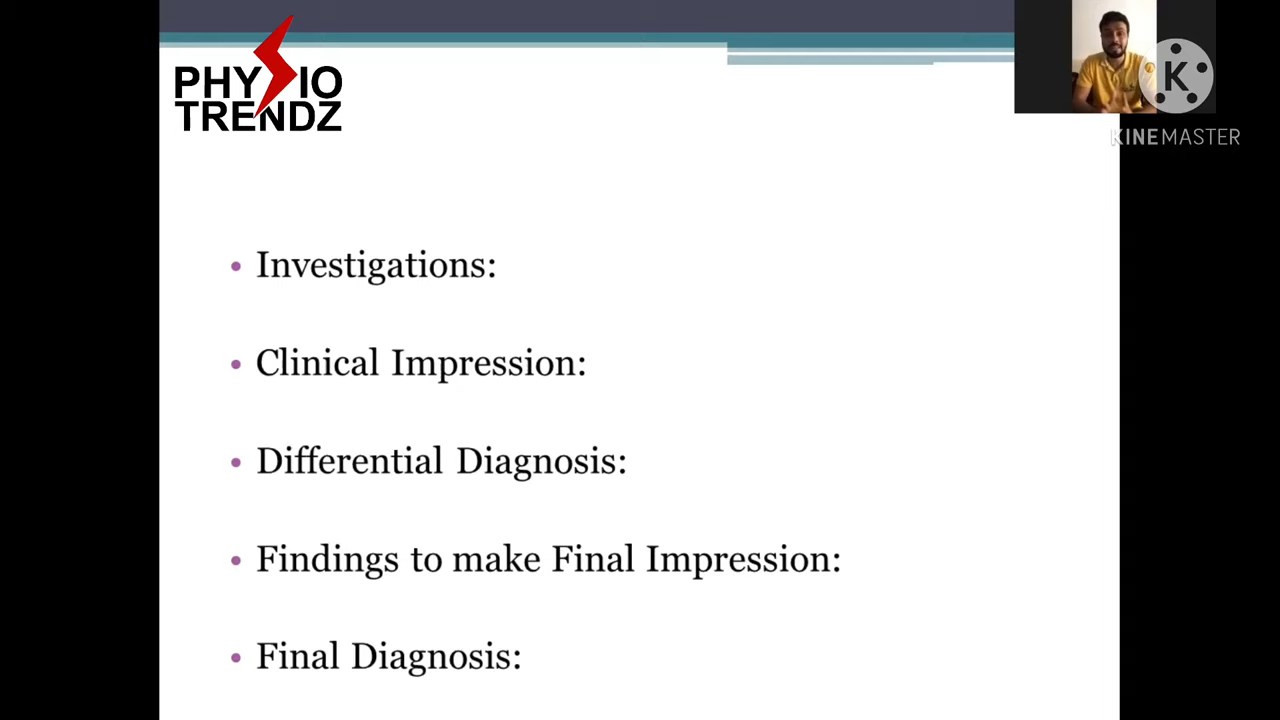 PHYSIO
TRENDZ
K
KINEMASTER
• Investigations:
• Clinical Impression:
• Differential Diagnosis:
• Findings to make Final Impression:
• Final Diagnosis: